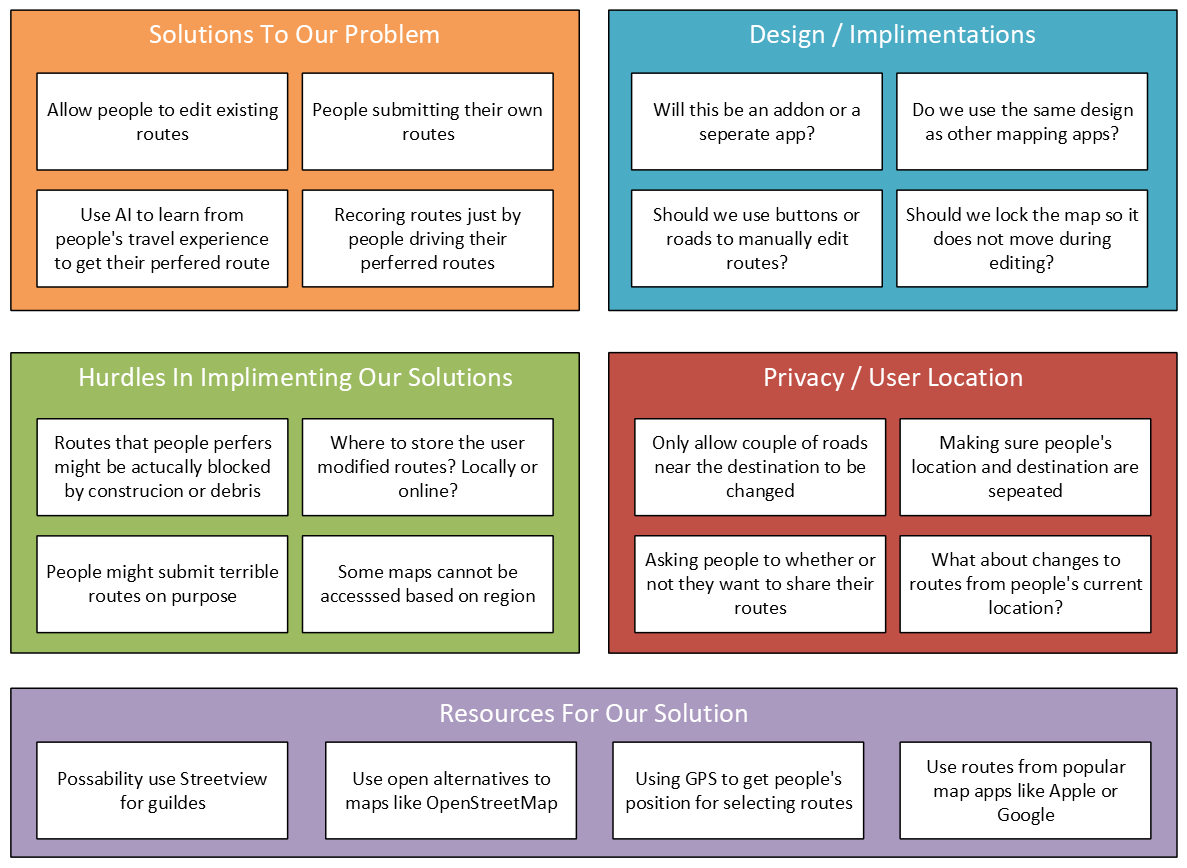 Solutions To Our Problem
Allow people to edit existing
routes
People submitting their own
routes
Use AI to learn from
people's travel experience
to get their perfered route
Recoring routes just by
people driving their
perferred routes
Design / Implimentations
Will this be an addon or a
seperate app?
Do we use the same design
as other mapping apps?
Should we use buttons or
roads to manually edit
routes?
Should we lock the map so it
does not move during
editing?
Hurdles In Implimenting Our Solutions
Routes that people perfers
might be actucally blocked
by construcion or debris
Where to store the user
modified routes? Locally or
online?
People might submit terrible
routes on purpose
Some maps cannot be
accesssed based on region
Privacy / User Location
Only allow couple of roads
near the destination to be
changed
Making sure people's
location and destination are
sepeated
Asking people to whether or
not they want to share their
routes
What about changes to
routes from people's current
location?
Resources For Our Solution
Possability use Streetview
for guildes
Use open alternatives to
maps like OpenStreetMap
Using GPS to get people's
position for selecting routes
Use routes from popular
map apps like Apple or
Google